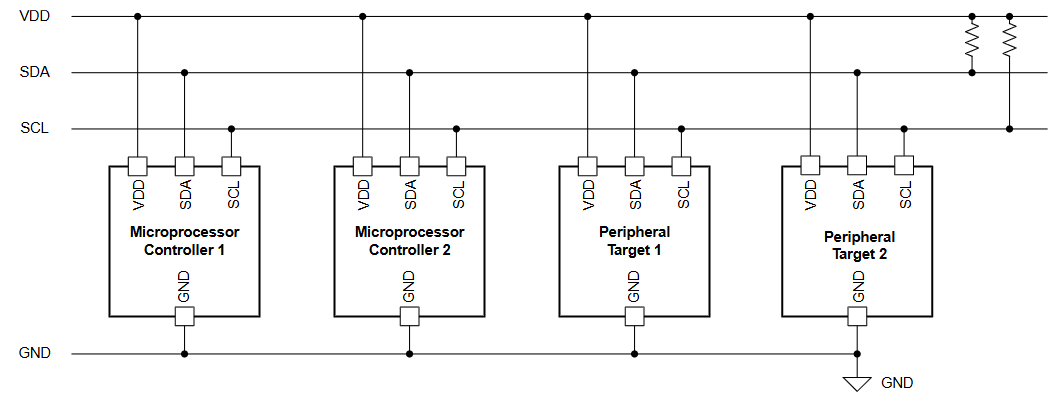 VDD
SDA
SCL
VDD
SDA
SCL
VDD
SDA
SCL
VDD
SDA
SCL
VDD
SDA
SCL
Microprocessor
Controller 1
Microprocessor
Controller 2
Peripheral
Target 1
Peripheral
Target 2
GND
GND
GND
GND
GND
GND